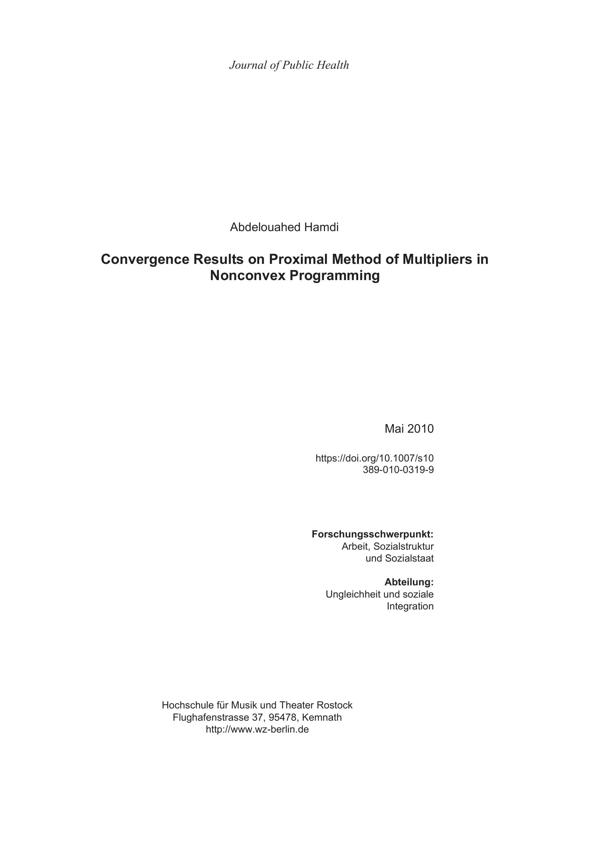 Journal of Public Health
Abdelouahed Hamdi
Convergence Results on Proximal Method of Multipliers in
Nonconvex Programming
Mai 2010
https://doi.org/10.1007/s10
389-010-0319-9
Forschungsschwerpunkt:
Arbeit, Sozialstruktur
und Sozialstaat
Abteilung:
Ungleichheit und soziale
Integration
Hochschule für Musik und Theater Rostock
Flughafenstrasse 37, 95478, Kemnath
http://www.wz-berlin.de